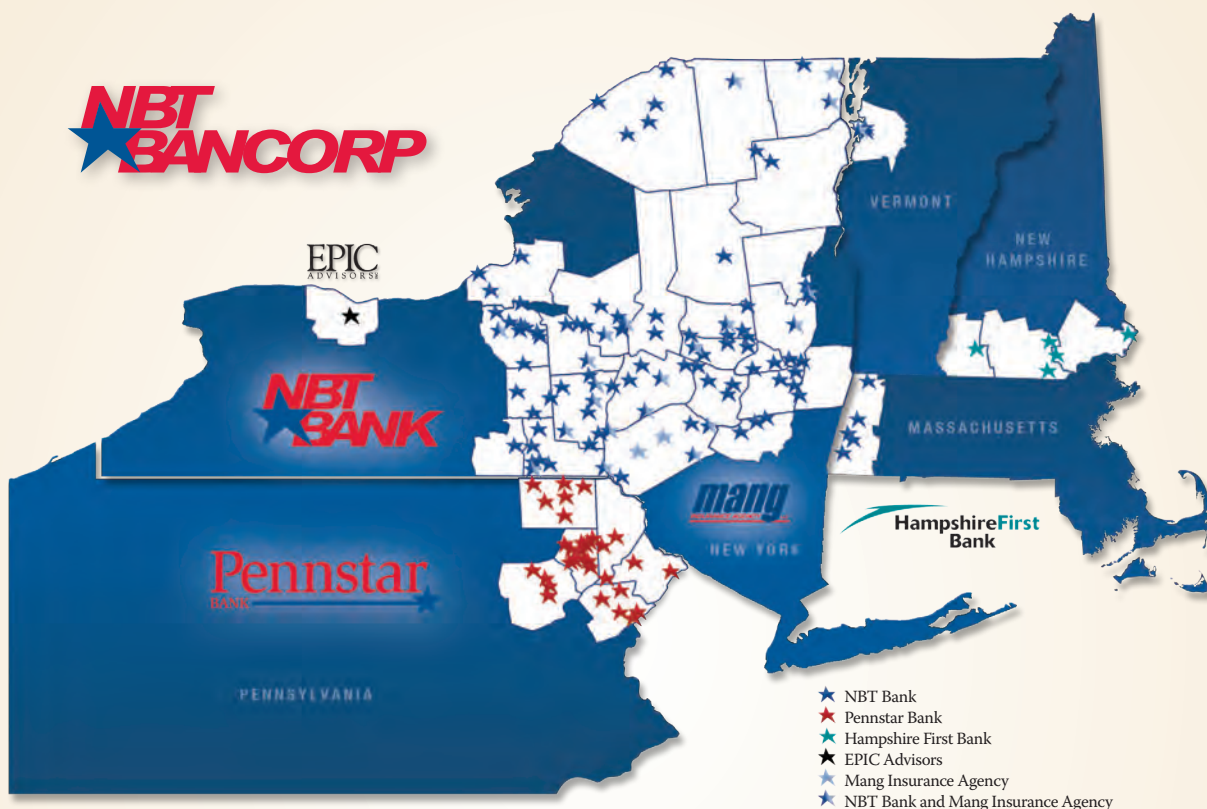 NBT
BANCORP
EPIC
ADVISORS
VERMONT
NEW
HAMPSHIRE
NBT
BANK
MASSACHUSETTS
mang
HampshireFirst
Bank
NEW YORK
Pennstar
BANK
PENNSYLVANIA
NBT Bank
Pennstar Bank
Hampshire First Bank
EPIC Advisors
Mang Insurance Agency
NBT Bank and Mang Insurance Agency